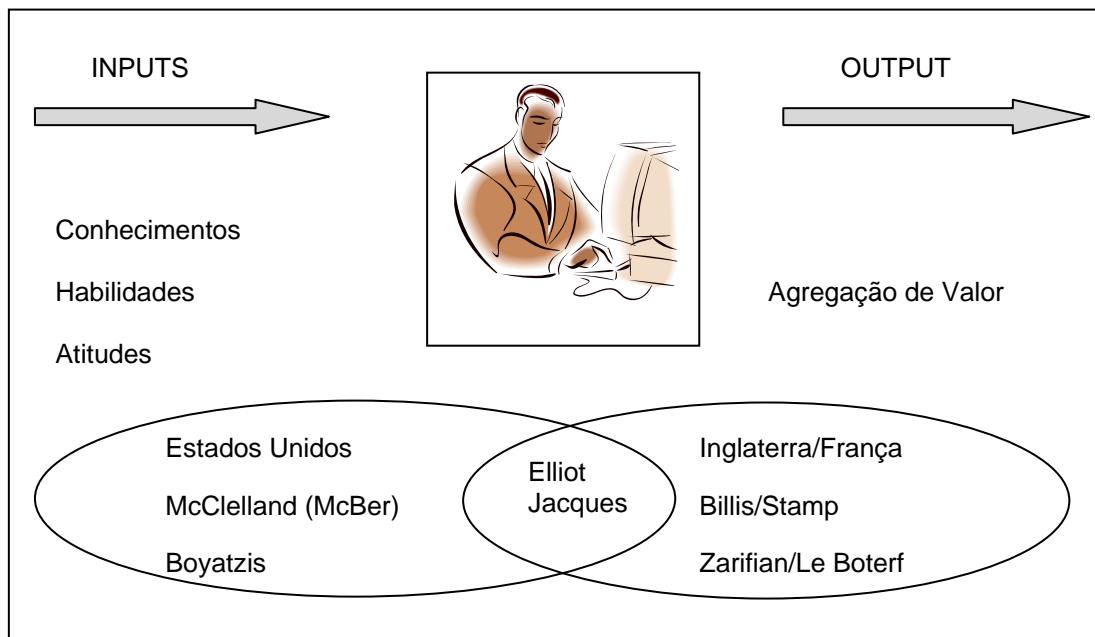 INPUTS
OUTPUT
Conhecimentos
Habilidades
Atitudes
Agregação de Valor
Estados Unidos
McClelland (McBer)
Boyatzis
Elliot
Jacques
Inglaterra/França
Billis/Stamp
Zarifian/Le Boterf